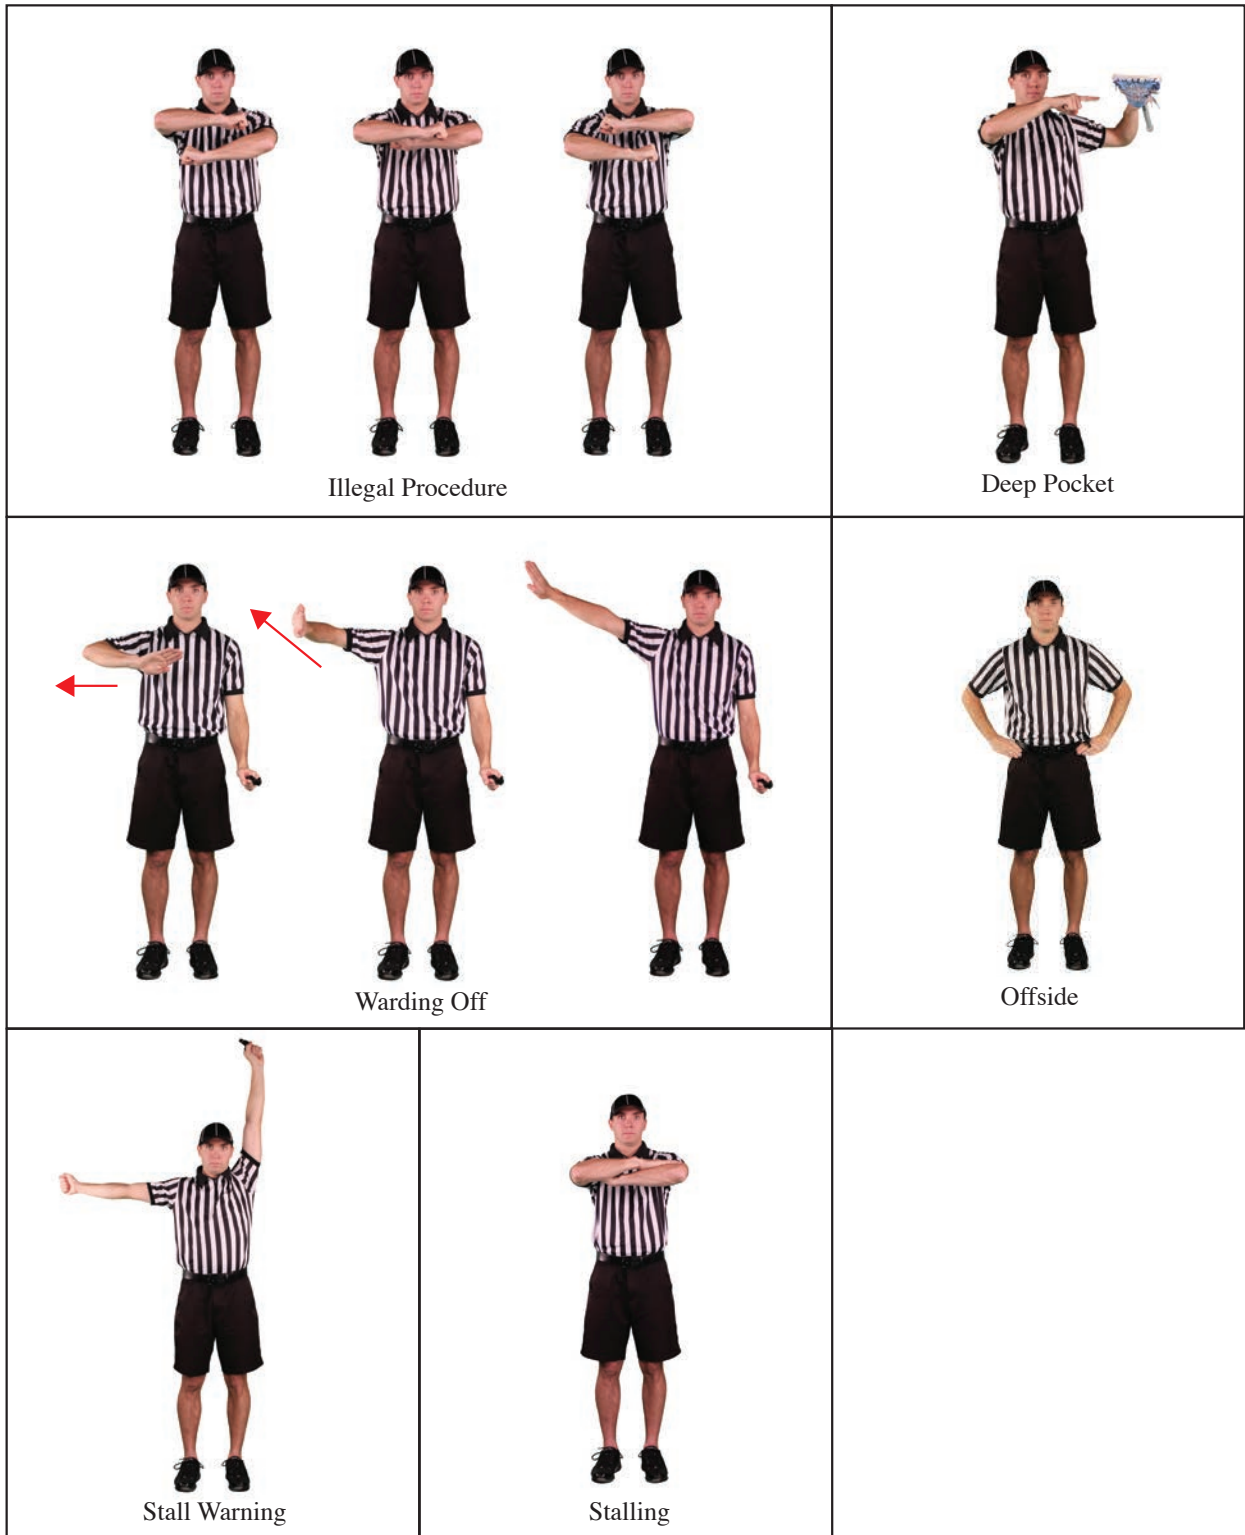 Illegal Procedure
Deep Pocket
Warding Off
Offside
Stall Warning
Stalling